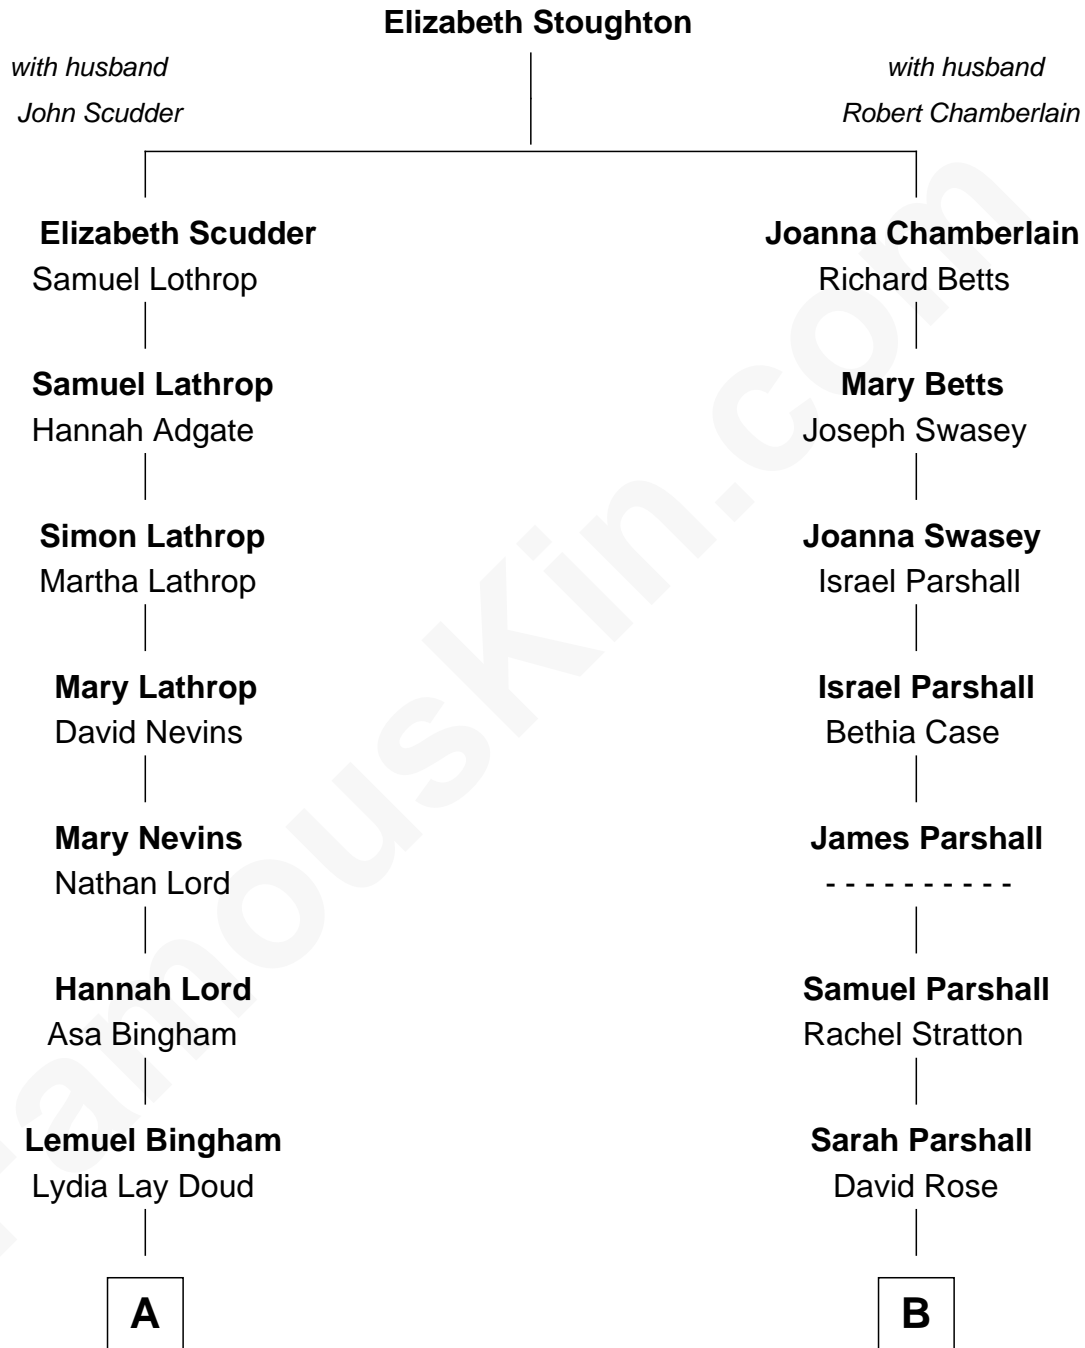 Elizabeth Stoughton
with husband
John Scudder
with husband
Robert Chamberlain
Elizabeth Scudder
Samuel Lothrop
Joanna Chamberlain
Richard Betts
Samuel Lathrop
Hannah Adgate
Mary Betts
Joseph Swasey
Simon Lathrop
Martha Lathrop
Joanna Swasey
Israel Parshall
Mary Lathrop
David Nevins
Israel Parshall
Bethia Case
Mary Nevins
Nathan Lord
James Parshall
- - - - - - - - - -
Hannah Lord
Asa Bingham
Samuel Parshall
Rachel Stratton
Lemuel Bingham
Lydia Lay Doud
Sarah Parshall
David Rose
A
B
FamousKin.com